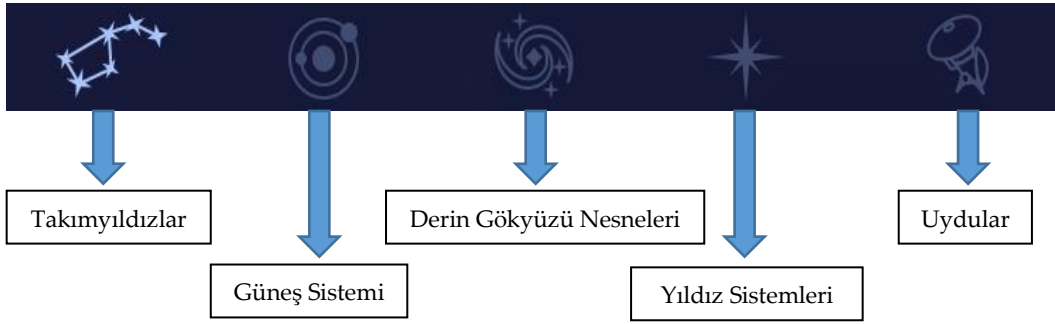 Takımyıldızlar
Derin Gökyüzü Nesneleri
Uydular
Güneş Sistemi
Yıldız Sistemleri